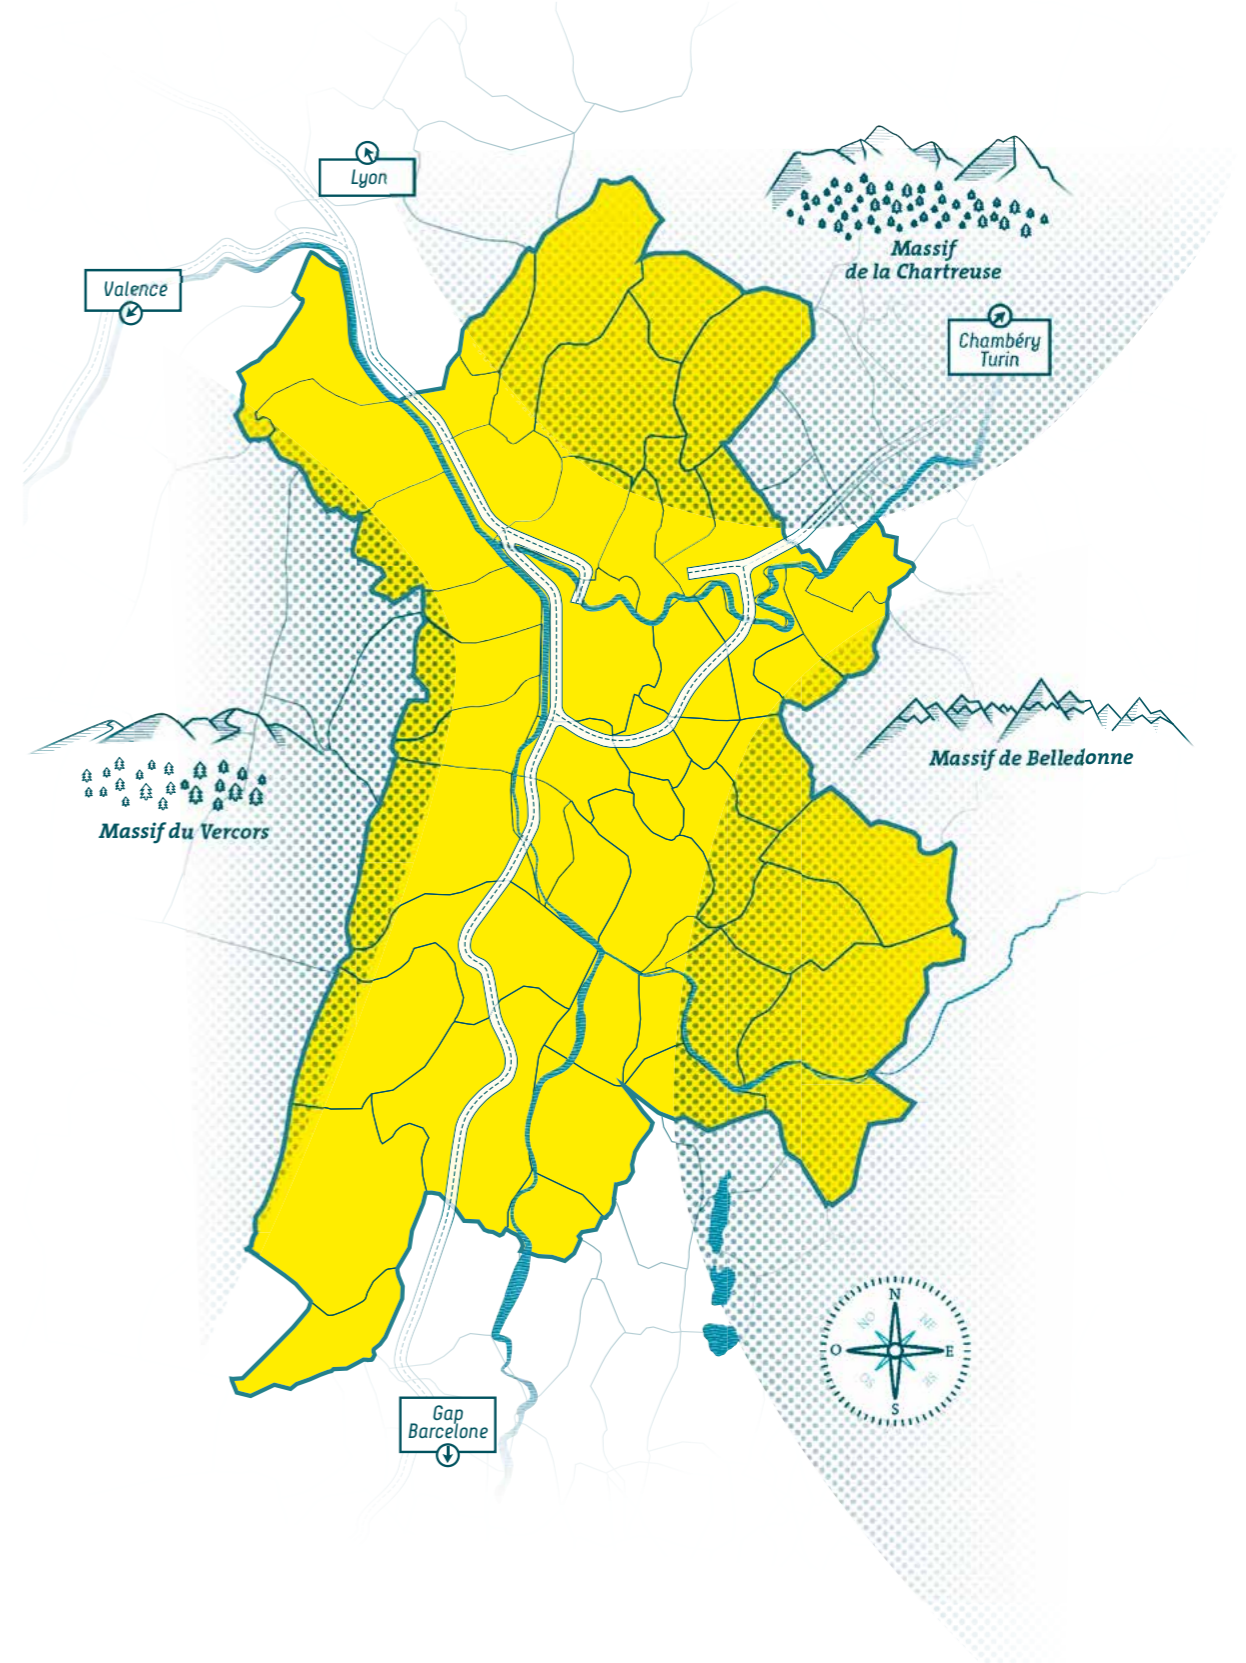 Lyon
Massif
de la Chartreuse
Valence
Chambéry
Turin
Massif de Belledonne
Massif du Vercors
N
NO
NE
O
E
SO
SE
S
Gap
Barcelone